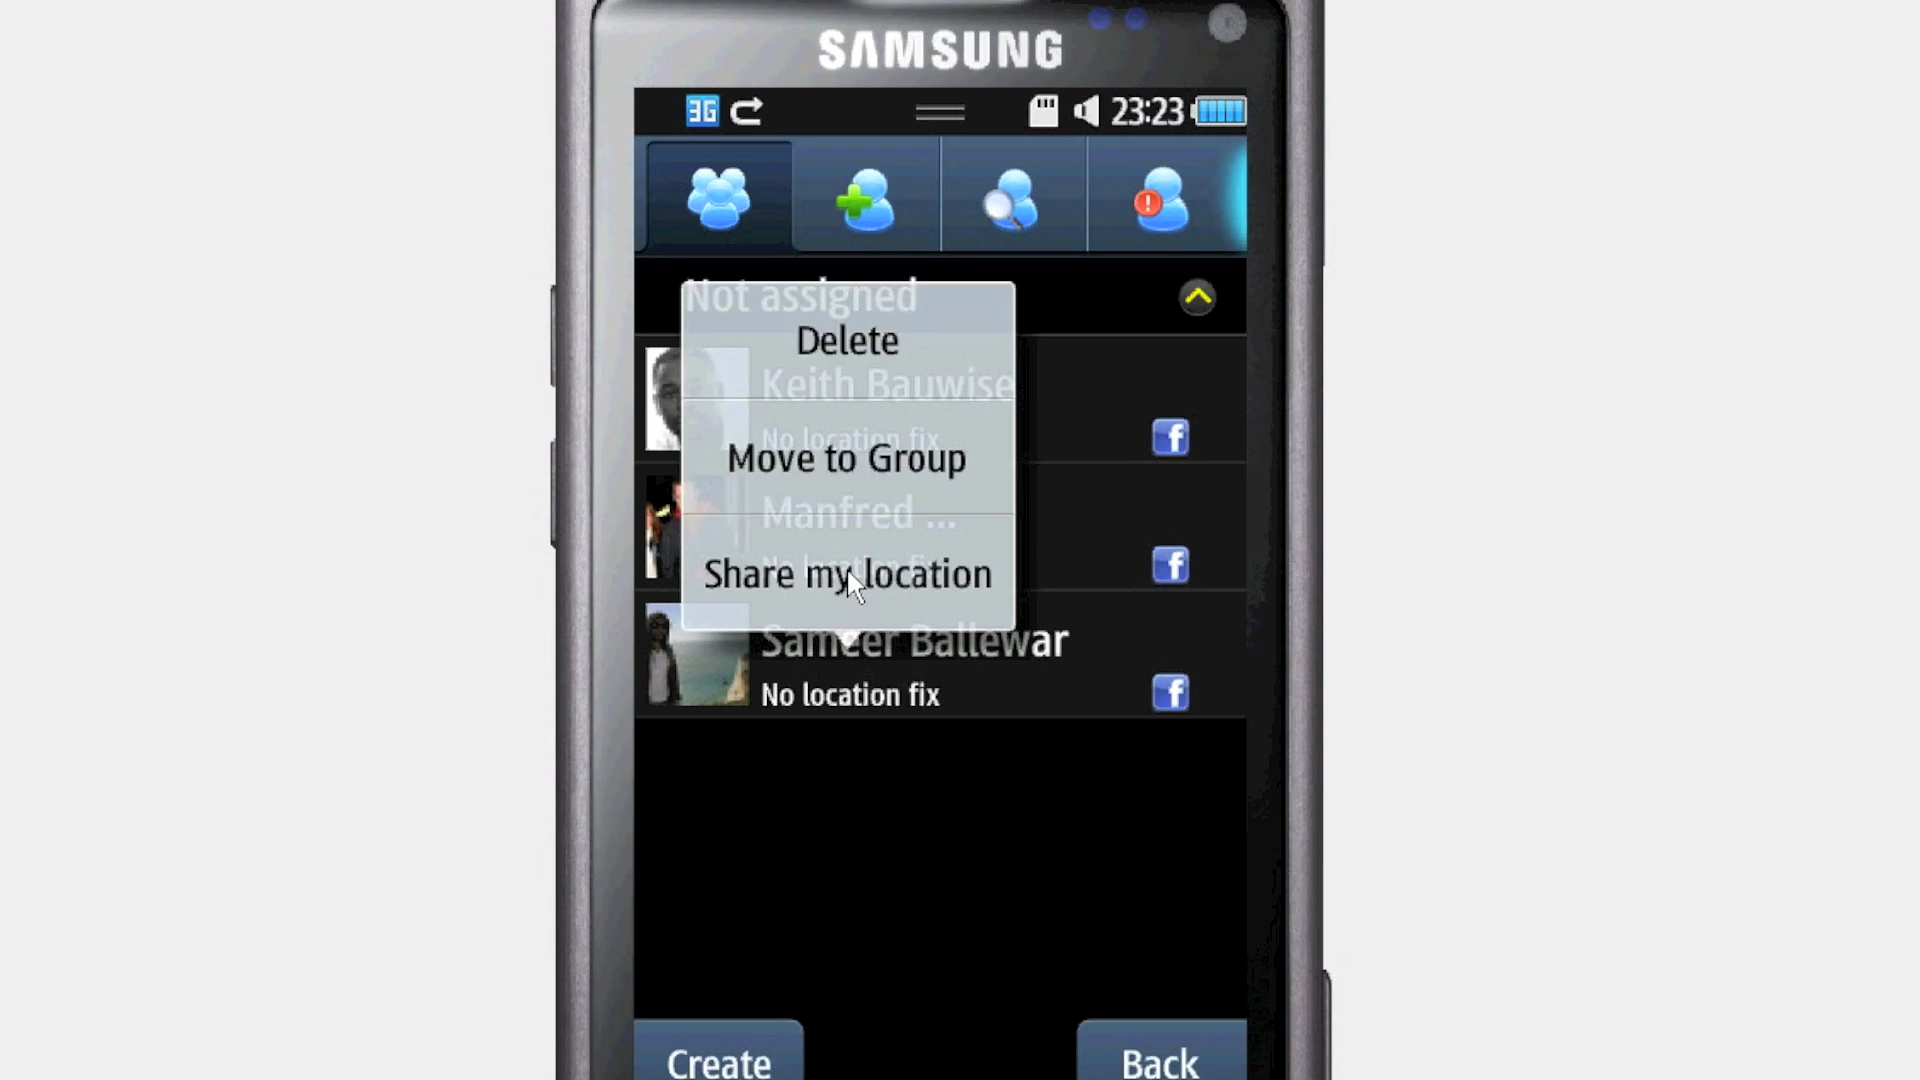 SAMSUNG
3G
23:23
Not assigned
Delete
Keith Bauwise
No location fix
Move to Group
Manfred ...
Share my location
Sameer Ballewar
No location fix
Create
Back